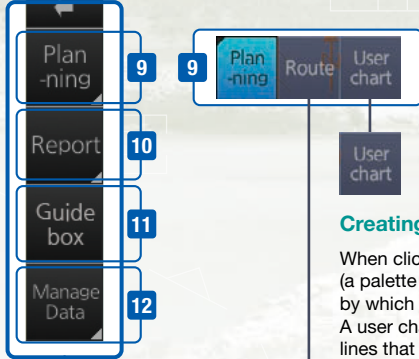 Plan
-ning
9
Report
10
Guide
box
11
Manage
Data
12
9
Plan
-ning
Route
User
chart
User
chart
Creating
When clic
(a palette
by which
A user cha
lines that